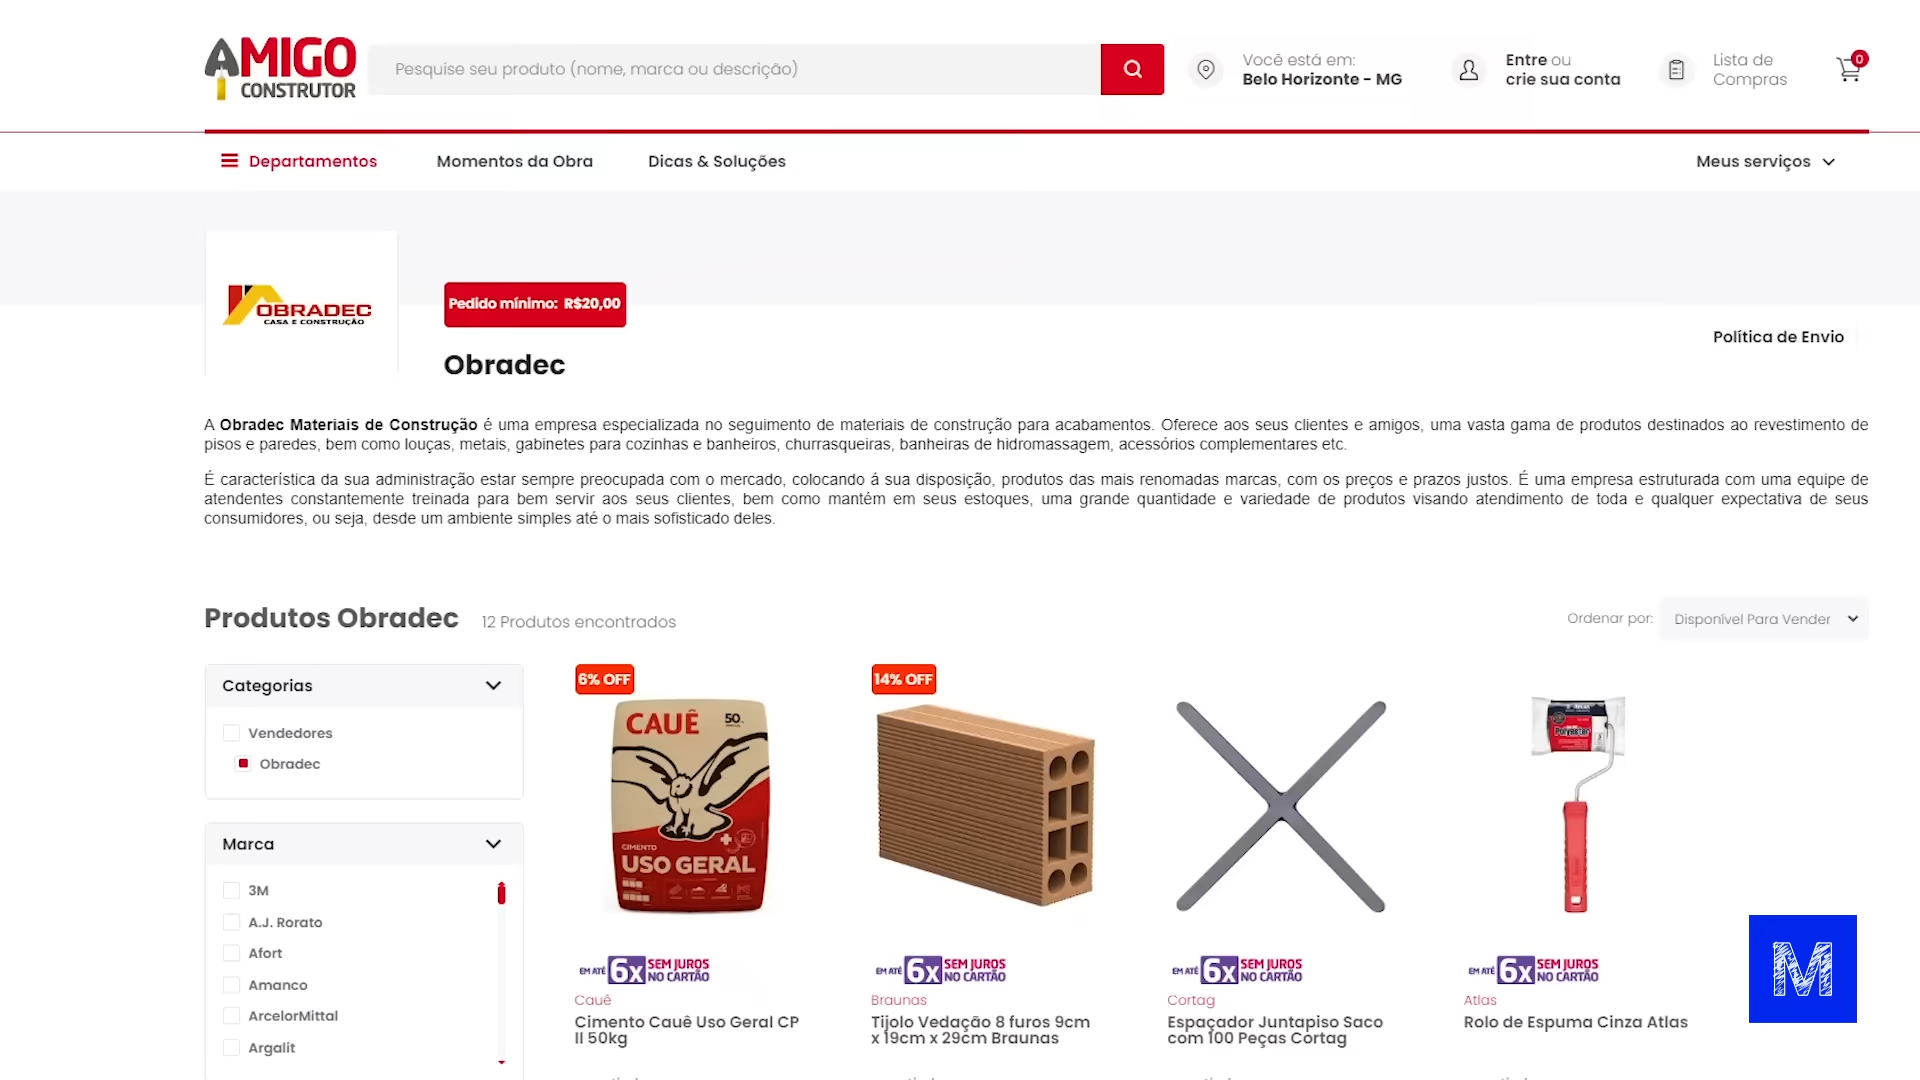 AMIGO
CONSTRUTOR
Pesquise seu produto (nome, marca ou descrição)
Você está em:
Belo Horizonte - MG
Entre ou
crie sua conta
Lista de
Compras
0
Departamentos
Momentos da Obra
Dicas & Soluções
Meus serviços
OBRADEC
CASA E CONSTRUÇÃO
Pedido mínimo: R$20,00
Política de Envio
Obradec
A Obradec Materiais de Construção é uma empresa especializada no seguimento de materiais de construção para acabamentos. Oferece aos seus clientes e amigos, uma vasta gama de produtos destinados ao revestimento de
pisos e paredes, bem como louças, metais, gabinetes para cozinhas e banheiros, churrasqueiras, banheiras de hidromassagem, acessórios complementares etc.
É característica da sua administração estar sempre preocupada com o mercado, colocando á sua disposição, produtos das mais renomadas marcas, com os preços e prazos justos. É uma empresa estruturada com uma equipe de
atendentes constantemente treinada para bem servir aos seus clientes, bem como mantém em seus estoques, uma grande quantidade e variedade de produtos visando atendimento de toda e qualquer expectativa de seus
consumidores, ou seja, desde um ambiente simples até o mais sofisticado deles.
Produtos Obradec
12 Produtos encontrados
Ordenar por:
Disponível Para Vender
Categorias
Vendedores
Obradec
Marca
3M
A.J. Rorato
Afort
Amanco
ArcelorMittal
Argalit
6% OFF
CAUÊ
50
CIMENTO
USO GERAL
EM ATÉ 6x SEM JUROS
NO CARTÃO
Cauê
Cimento Cauê Uso Geral CP
II 50kg
14% OFF
EM ATÉ 6x SEM JUROS
NO CARTÃO
Braunas
Tijolo Vedação 8 furos 9cm
x 19cm x 29cm Braunas
EM ATÉ 6x SEM JUROS
NO CARTÃO
Cortag
Espaçador Juntapiso Saco
com 100 Peças Cortag
Polyester
EM ATÉ 6x SEM JUROS
NO CARTÃO
Atlas
Rolo de Espuma Cinza Atlas
M